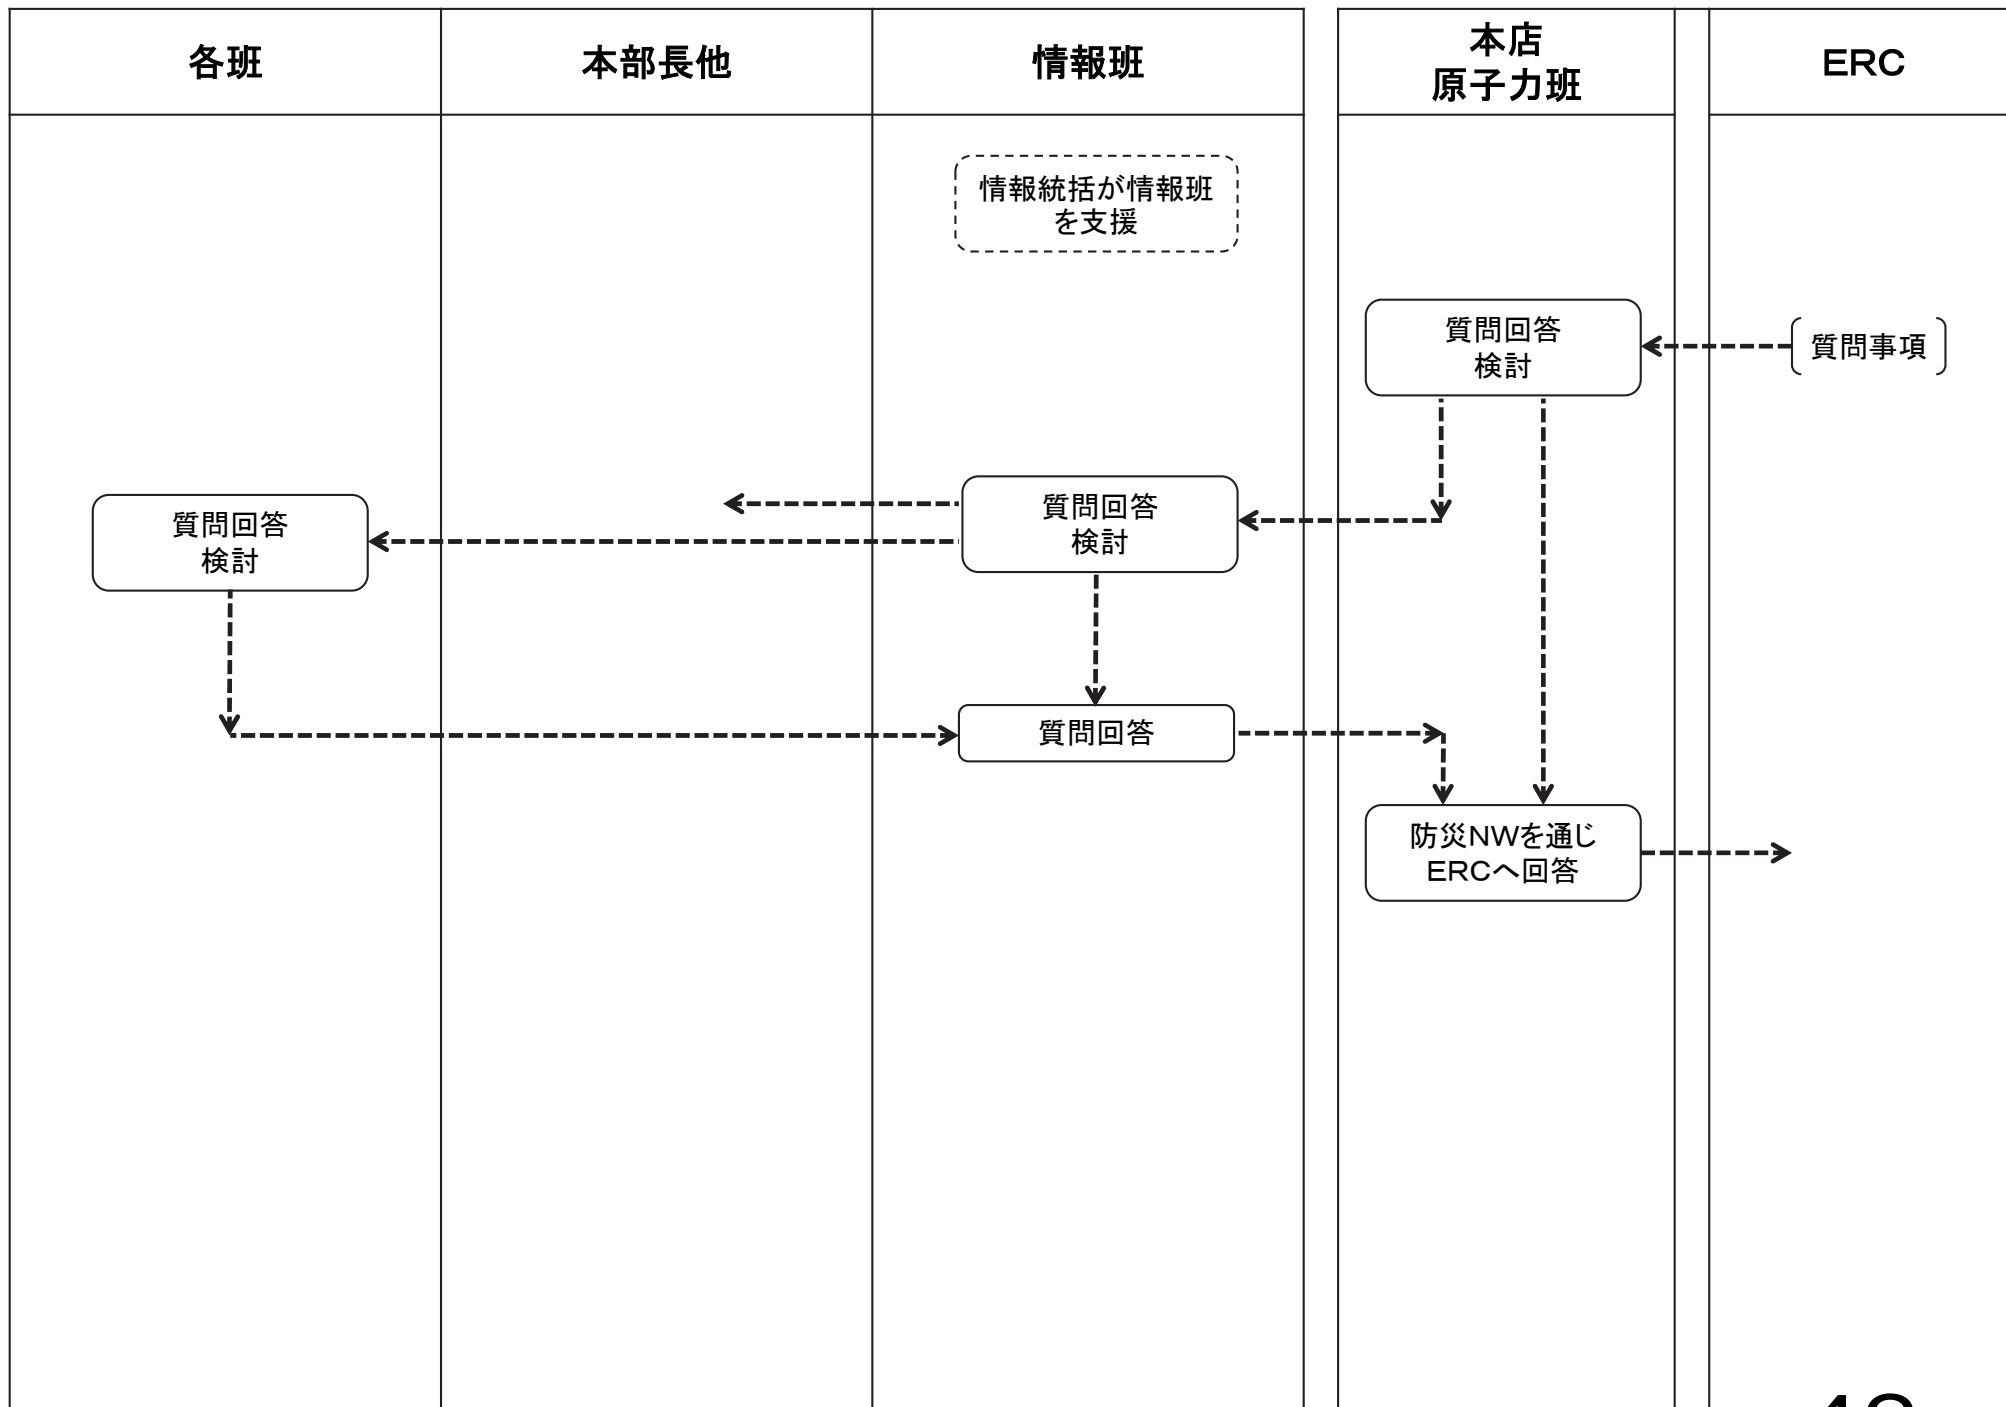 各班
本部長他
情報班
本店
原子力班
ERC
情報統括が情報班
を支援
質問回答
検討
質問事項
質問回答
検討
質問回答
検討
質問回答
防災NWを通じ
ERCへ回答